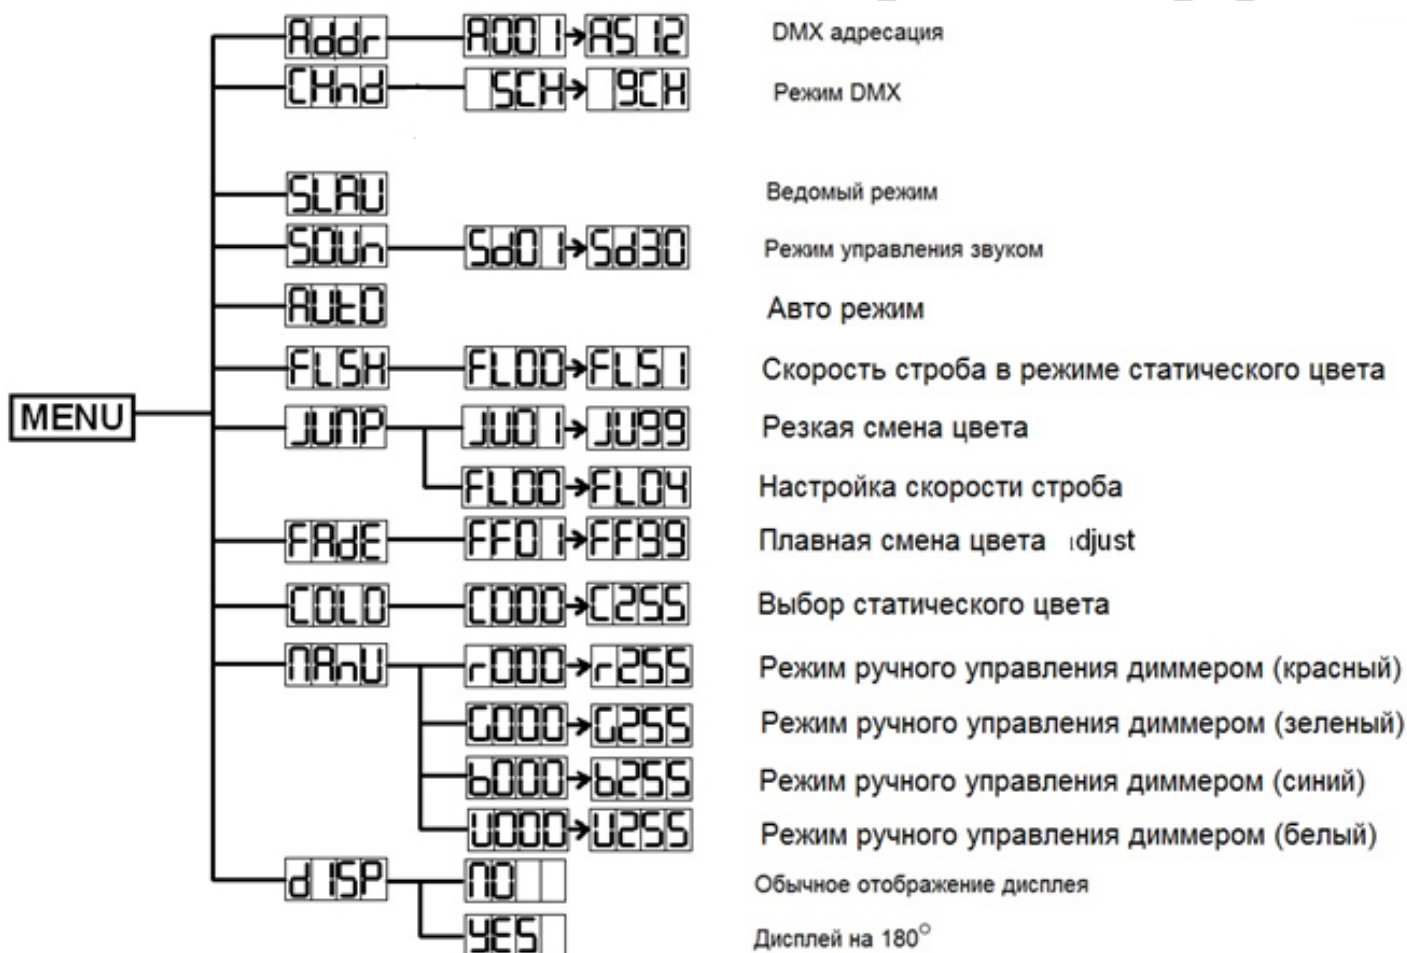 Addr A001 → A512 DMX адресация
CHnd 5CH → 9CH Режим DMX
SLAU Ведомый режим
SOUn Sd01 → Sd30 Режим управления звуком
AUtO Авто режим
FLSH FL00 → FLS1 Скорость строба в режиме статического цвета
MENU
JUMP JU01 → JU99 Резкая смена цвета
FL00 → FL04 Настройка скорости строба
FAdE FF01 → FF99 Плавная смена цвета djust
COLO C000 → C255 Выбор статического цвета
MAnU r000 → r255 Режим ручного управления диммером (красный)
G000 → G255 Режим ручного управления диммером (зеленый)
b000 → b255 Режим ручного управления диммером (синий)
U000 → U255 Режим ручного управления диммером (белый)
dISP NO Обычное отображение дисплея
YES Дисплей на 180°